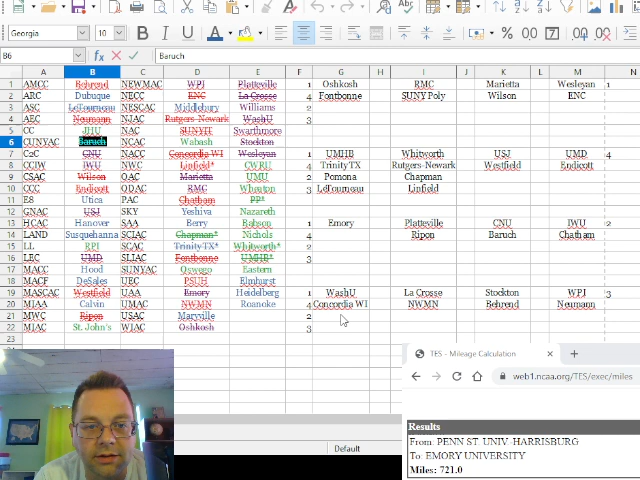 Georgia 10
B6 Baruch
A B C D E F G H I J K L M N
1 AMCC Behrend NEWMAC WPI Platteville 1 Oshkosh RMC Marietta Wesleyan 1
2 ARC Dubuque NECC ENC La Crosse 4 Fontbonne SUNY Poly Wilson ENC
3 ASC LeTourneau NESCAC Middlebury Williams 2
4 AEC Neumann NJAC Rutgers-Newark WashU 3
5 CC JHU NAC SUNYIT Swarthmore
6 CUNYAC Baruch NCAC Wabash Stockton
7 C2C CNU NACC Concordia WI Wesleyan 1 UMHB Whitworth USJ UMD 4
8 CCIW IWU NWC Linfield* CWRU 4 Trinity TX Rutgers-Newark Westfield Endicott
9 CSAC Wilson OAC Marietta UMU 2 Pomona Chapman
10 CCC Endicott ODAC RMC Wheaton 3 LeTourneau Linfield
11 E8 Utica PAC Chatham PP*
12 GNAC USJ SKY Yeshiva Nazareth
13 HCAC Hanover SAA Berry Babson 1 Emory Platteville CNU IWU 2
14 LAND Susquehanna SCIAC Chapman* Nichols 4 Ripon Baruch Chatham
15 LL RPI SCAC Trinity TX* Whitworth* 2
16 LEC UMD SLIAC Fontbonne UMHB* 3
17 MACC Hood SUNYAC Oswego Eastern
18 MACF DeSales UEC PSUH Elmhurst
19 MASCAC Westfield UAA Emory Heidelberg 1 WashU La Crosse Stockton WPI 3
20 MIAA Calvin UMAC NWMN Roanoke 4 Concordia WI NWMN Behrend Neumann
21 MWC Ripon USAC Maryville 2
22 MIAC St. John's WIAC Oshkosh 3
23
Default
TES - Mileage Calculation
web1.ncaa.org/TES/exec/miles
Results
From: PENN ST. UNIV.-HARRISBURG
To: EMORY UNIVERSITY
Miles: 721.0